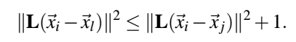 ‖𝐋(x⃗ᵢ − x⃗ₗ)‖² ≤ ‖𝐋(x⃗ᵢ − x⃗ⱼ)‖² + 1.